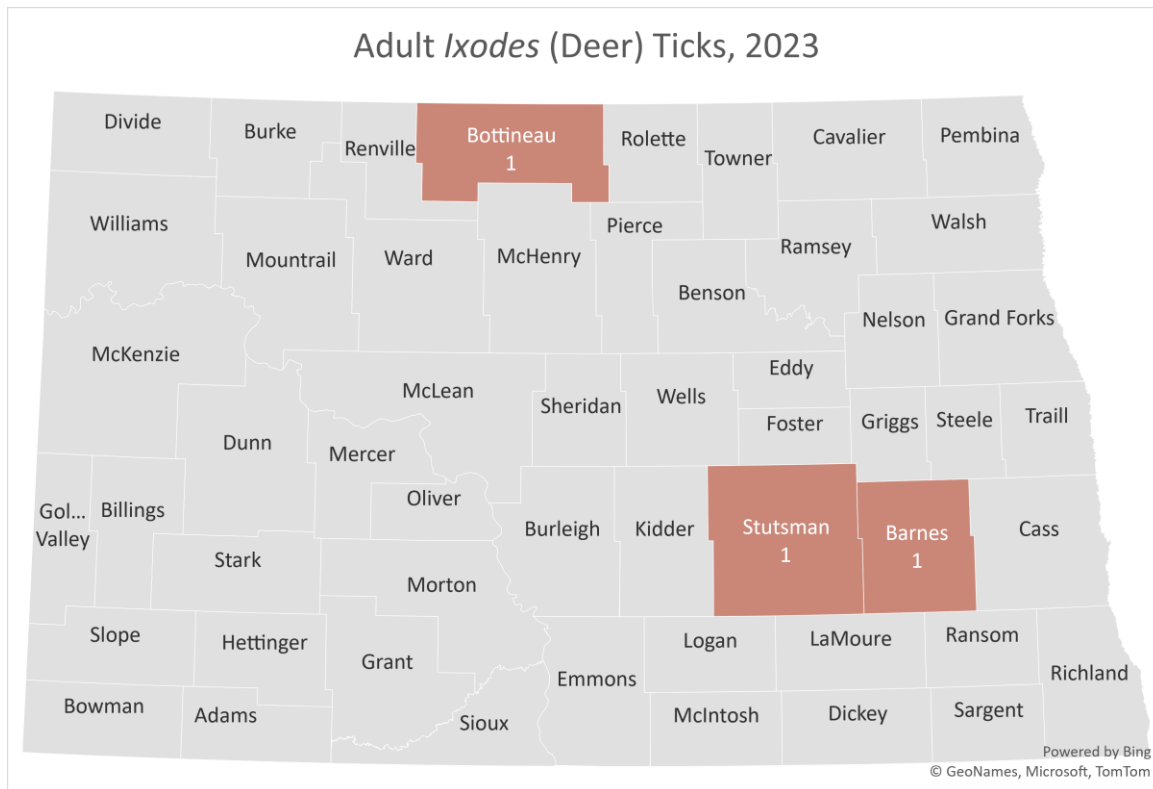 Adult Ixodes (Deer) Ticks, 2023
Divide
Burke
Renville
Bottineau
1
Rolette
Towner
Cavalier
Pembina
Williams
Mountrail
Ward
McHenry
Pierce
Benson
Ramsey
Walsh
Nelson
Grand Forks
McKenzie
McLean
Sheridan
Wells
Eddy
Foster
Griggs
Steele
Traill
Dunn
Mercer
Oliver
Gol...
Valley
Billings
Stark
Morton
Burleigh
Kidder
Stutsman
1
Barnes
1
Cass
Slope
Hettinger
Grant
Emmons
Logan
LaMoure
Ransom
Richland
Bowman
Adams
Sioux
McIntosh
Dickey
Sargent
Powered by Bing
© GeoNames, Microsoft, TomTom